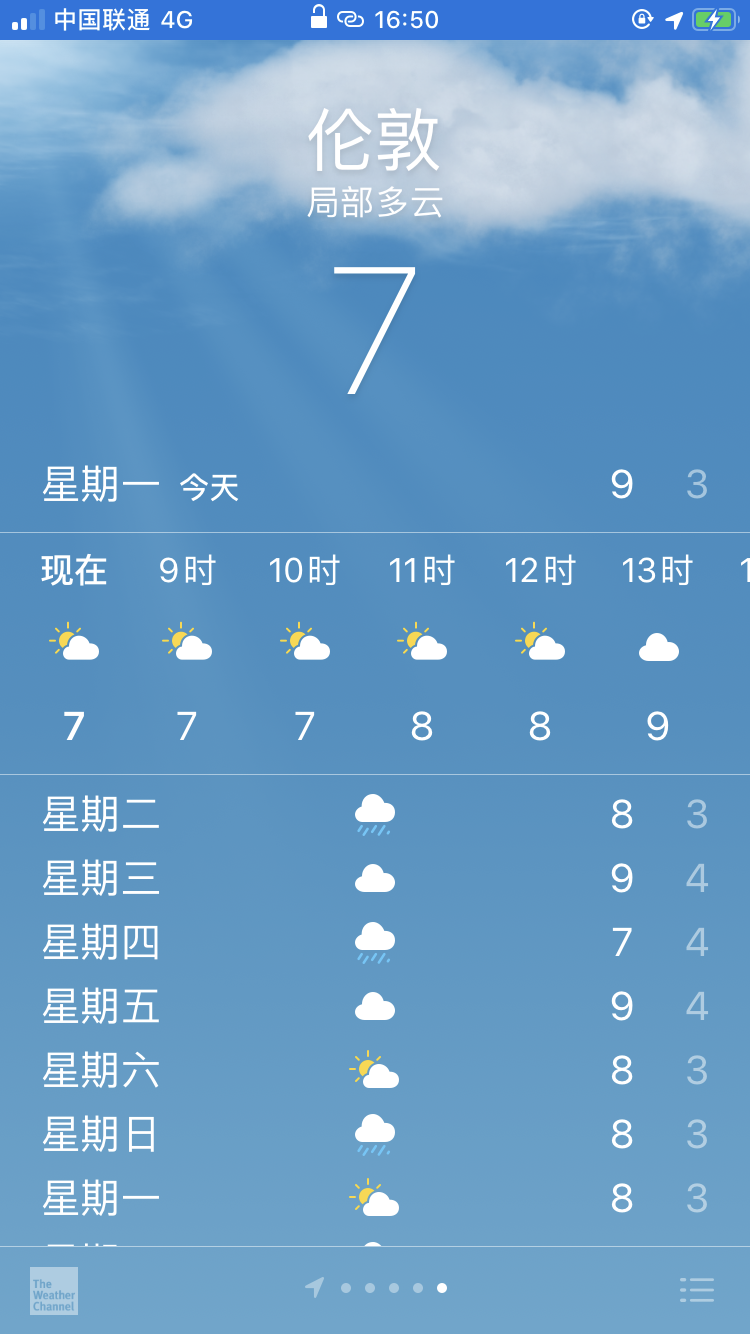 中国联通 4G 16:50
伦敦
局部多云
7
星期一 今天 9 3
现在 9时 10时 11时 12时 13时
7 7 7 8 8 9
星期二 8 3
星期三 9 4
星期四 7 4
星期五 9 4
星期六 8 3
星期日 8 3
星期一 8 3
The
Weather
Channel